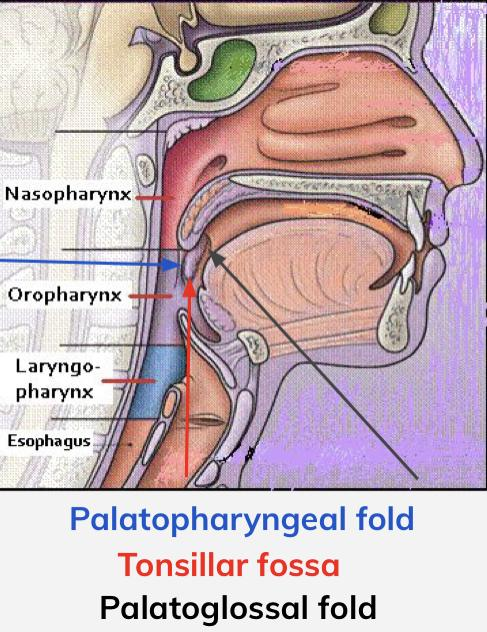 Nasopharynx
Oropharynx
Laryngo-
pharynx
Esophagus
Palatopharyngeal fold
Tonsillar fossa
Palatoglossal fold